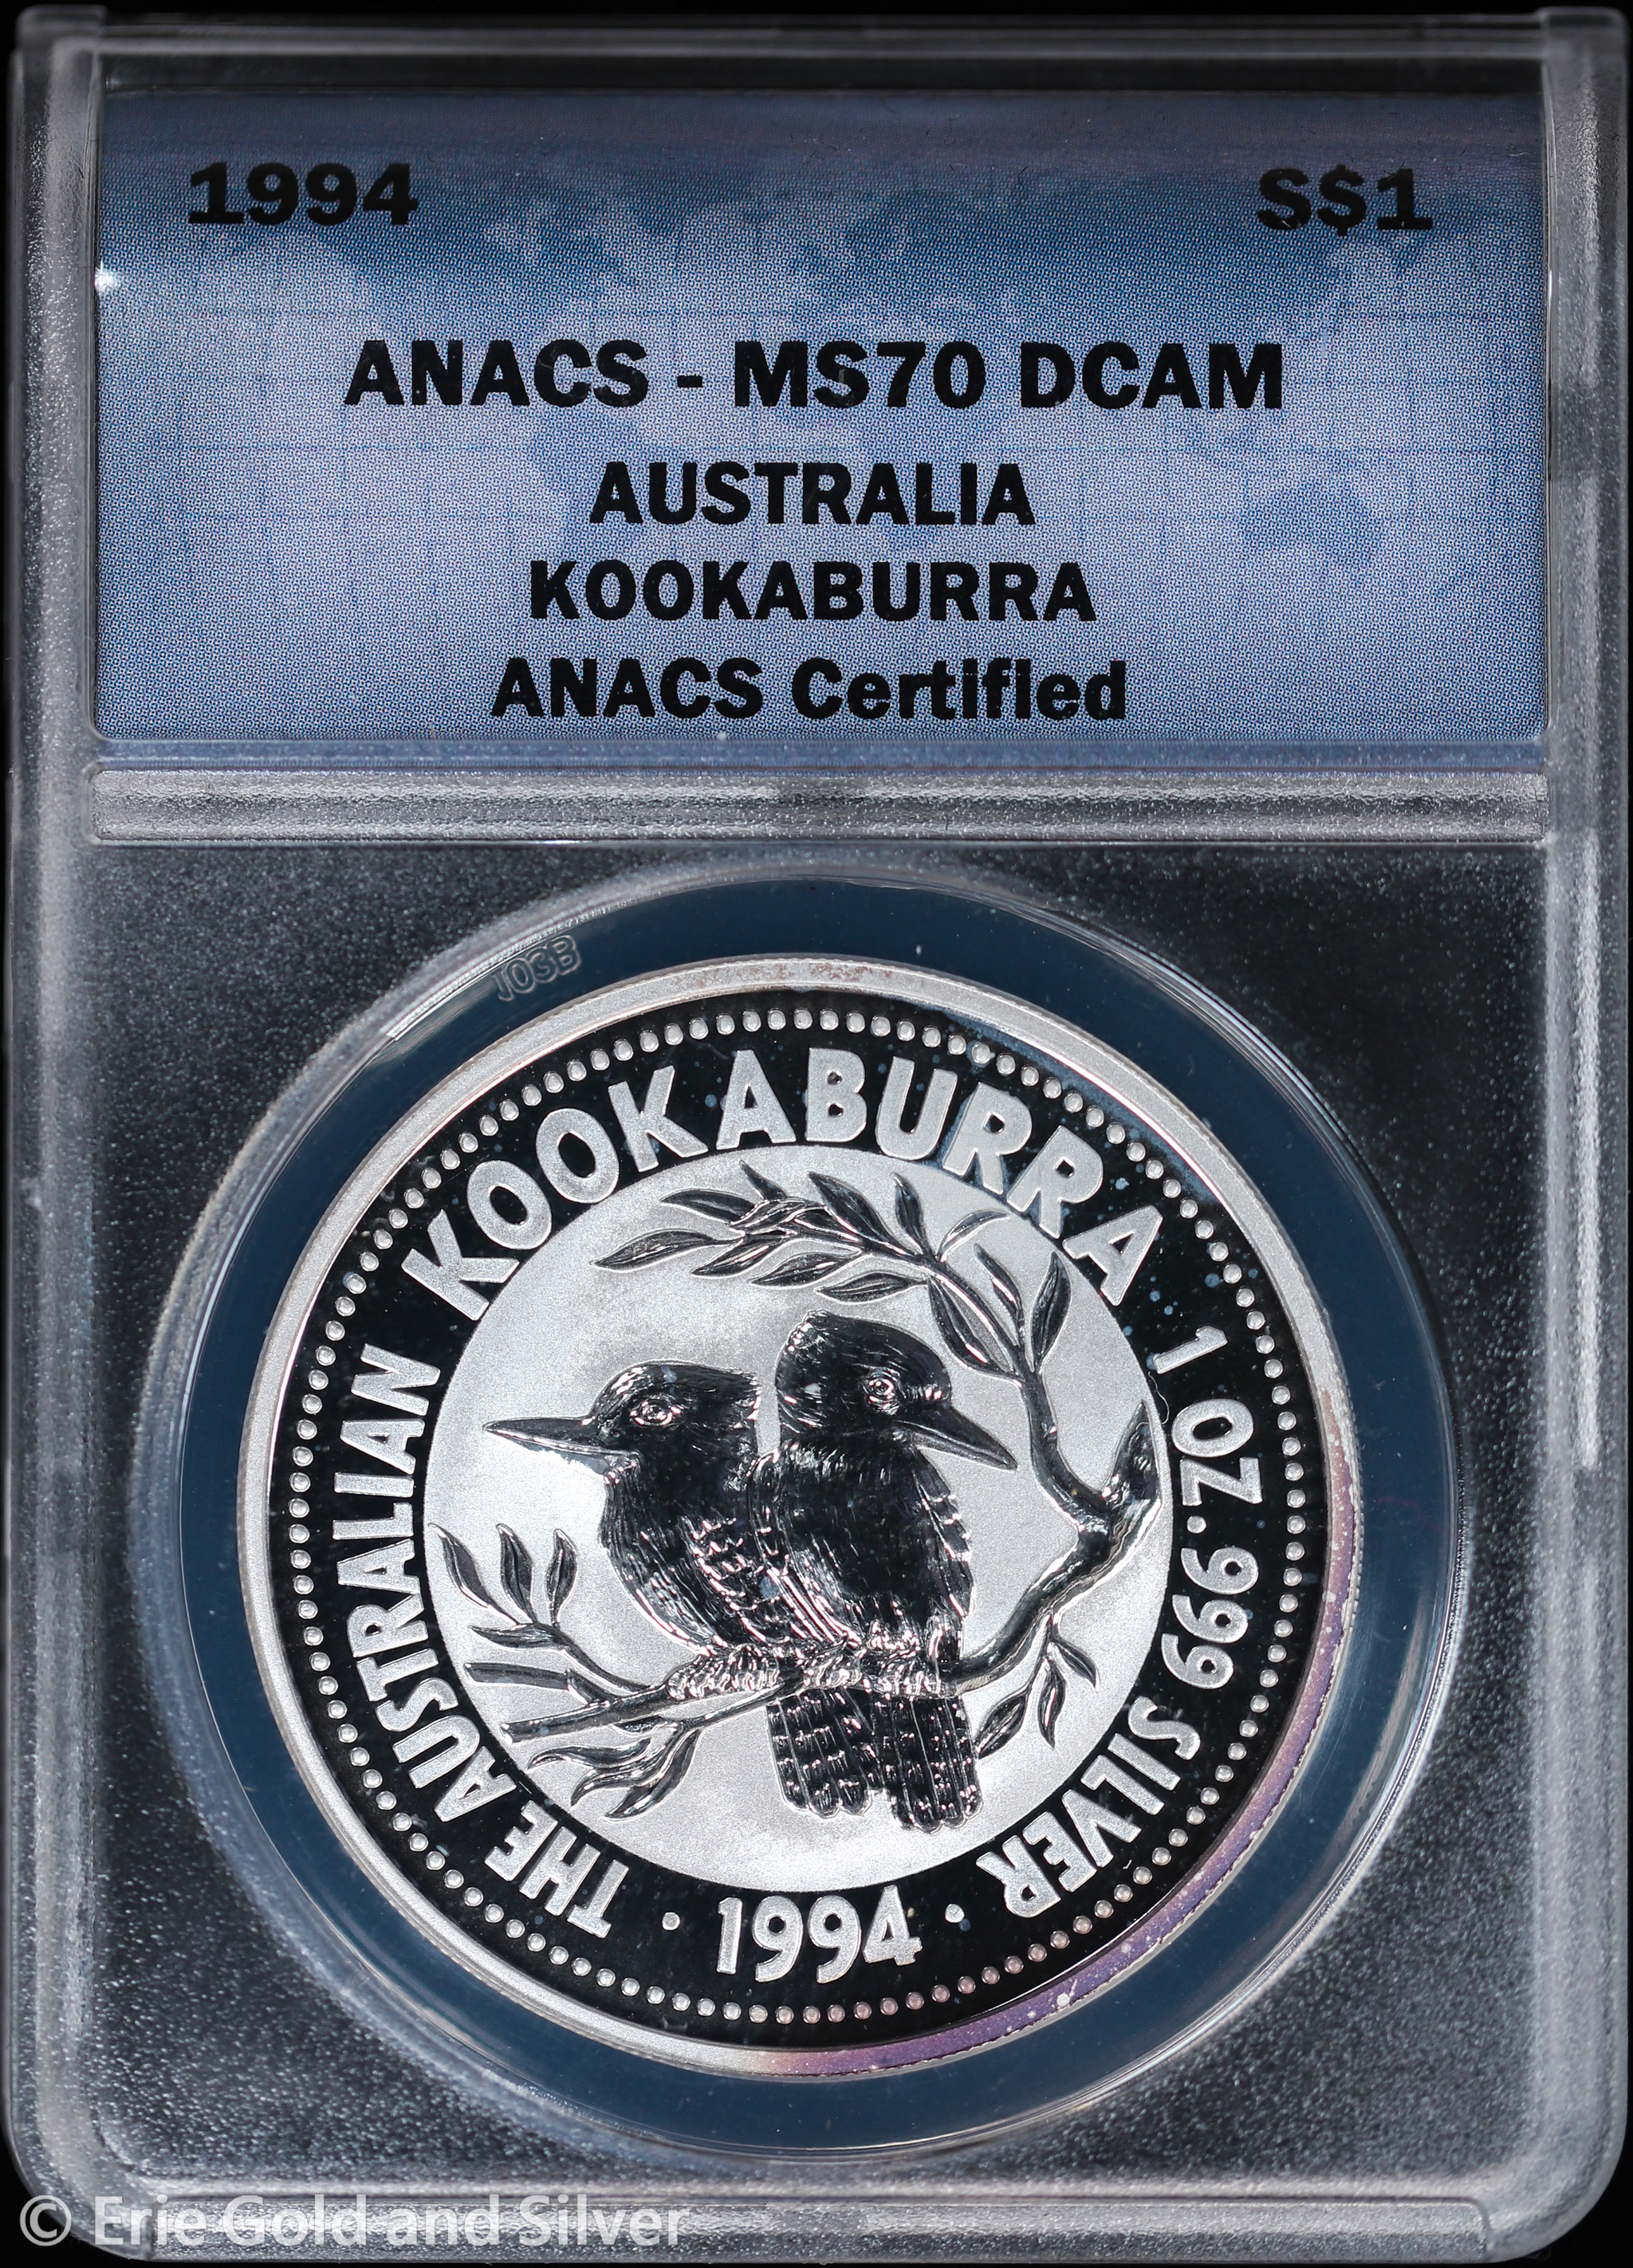 1994 S$1
ANACS - MS70 DCAM
AUSTRALIA
KOOKABURRA
ANACS Certified
103B
THE AUSTRALIAN KOOKABURRA 1 OZ. 999 SILVER
· 1994 ·
© Erie Gold and Silver